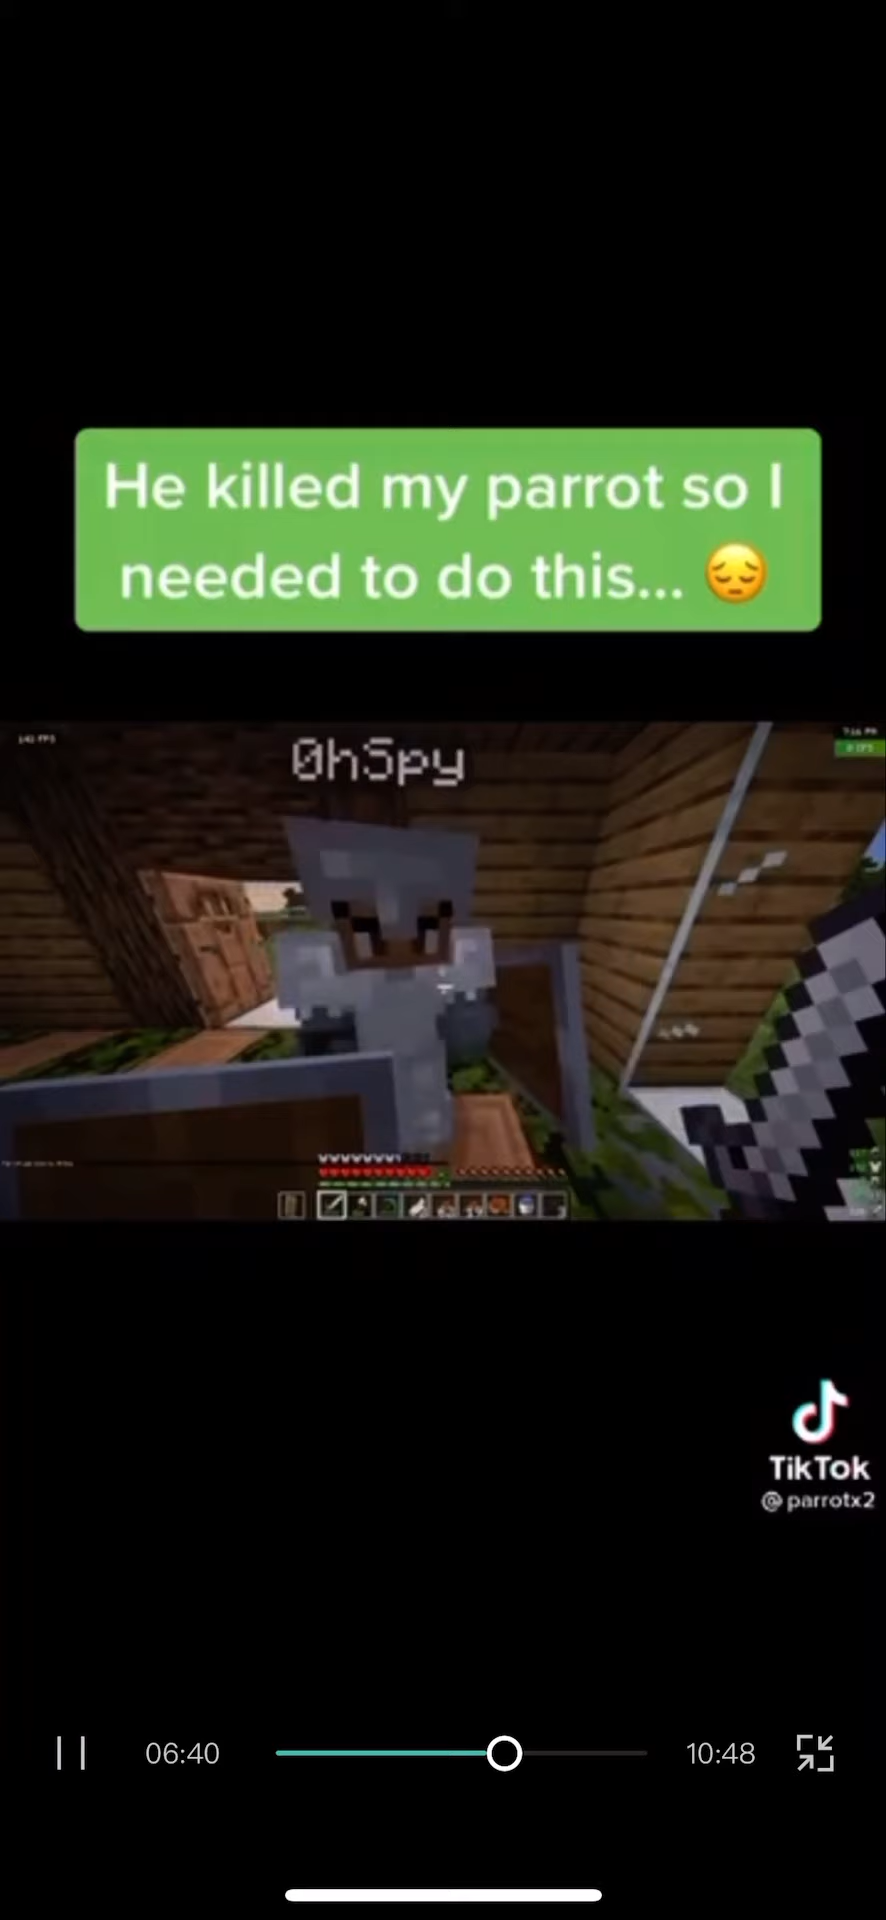 He killed my parrot so I
needed to do this... 😔
0hSpy
TikTok
@parrotx2
06:40
10:48